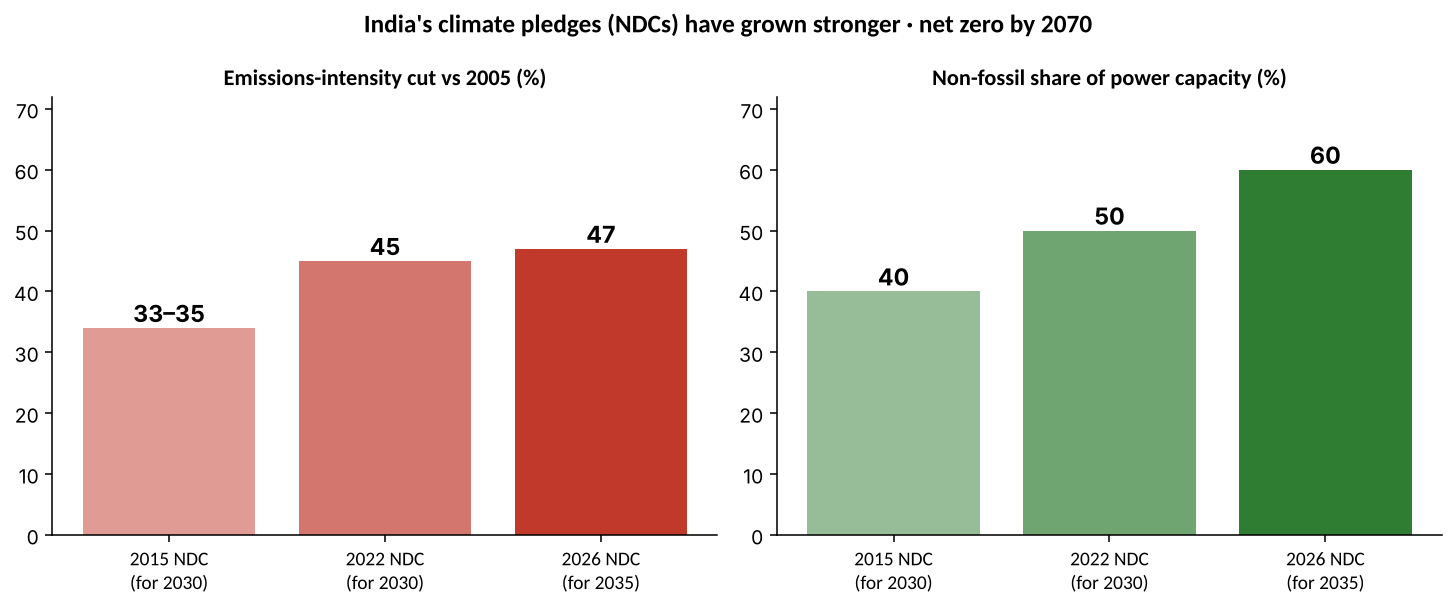 India's climate pledges (NDCs) have grown stronger · net zero by 2070
Emissions-intensity cut vs 2005 (%)
70
60
50
40
30
20
10
0
33–35
45
47
2015 NDC
(for 2030)
2022 NDC
(for 2030)
2026 NDC
(for 2035)
Non-fossil share of power capacity (%)
70
60
50
40
30
20
10
0
40
50
60
2015 NDC
(for 2030)
2022 NDC
(for 2030)
2026 NDC
(for 2035)